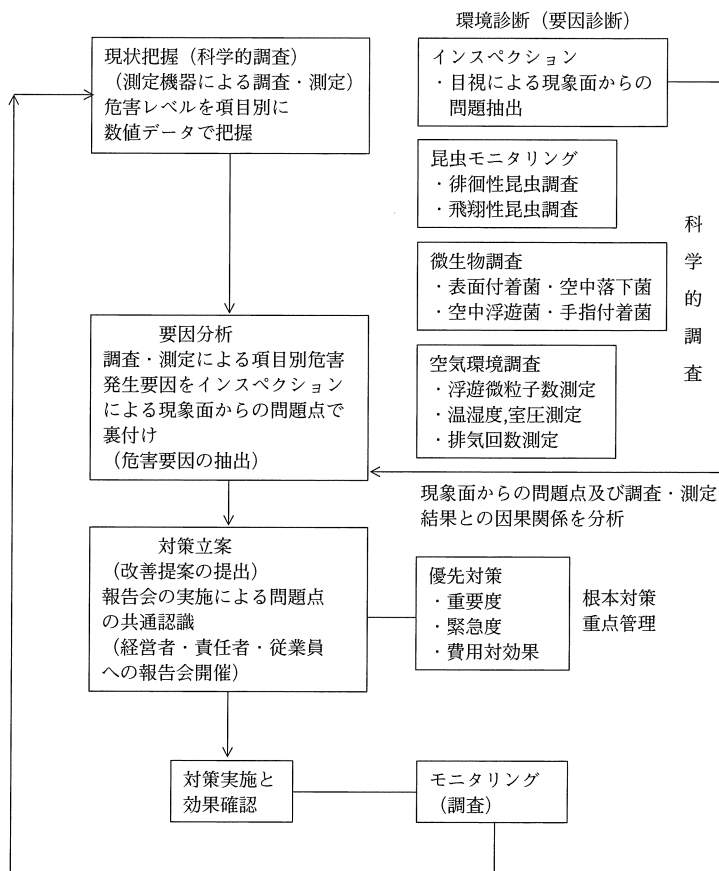 環境診断（要因診断）
現状把握（科学的調査）
（測定機器による調査・測定）
危害レベルを項目別に
数値データで把握
インスペクション
・目視による現象面からの
問題抽出
昆虫モニタリング
・徘徊性昆虫調査
・飛翔性昆虫調査
微生物調査
・表面付着菌・空中落下菌
・空中浮遊菌・手指付着菌
空気環境調査
・浮遊微粒子数測定
・温湿度,室圧測定
・排気回数測定
科学的調査
要因分析
調査・測定による項目別危害
発生要因をインスペクション
による現象面からの問題点で
裏付け
（危害要因の抽出）
現象面からの問題点及び調査・測定
結果との因果関係を分析
対策立案
（改善提案の提出）
報告会の実施による問題点
の共通認識
（経営者・責任者・従業員
への報告会開催）
優先対策
・重要度
・緊急度
・費用対効果
根本対策
重点管理
対策実施と
効果確認
モニタリング
（調査）